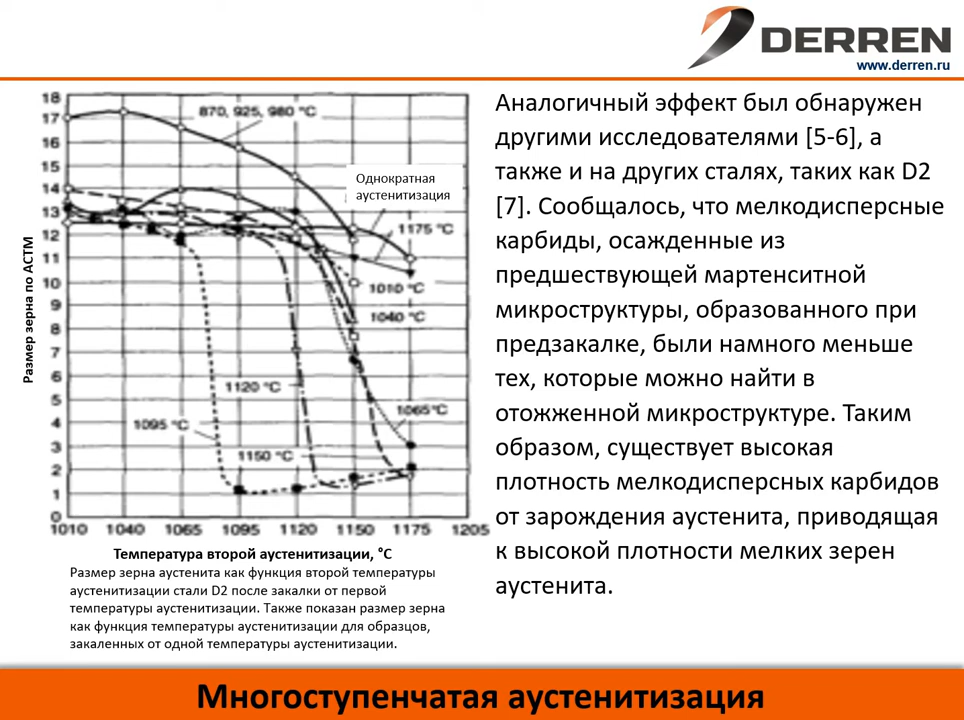 DERREN
www.derren.ru
18
17
16
15
14
13
12
11
10
9
8
7
6
5
4
3
2
1
0
870, 925, 980 °C
Однократная
аустенитизация
1175 °C
1010 °C
1040 °C
1120 °C
1065 °C
1095 °C
1150 °C
1010 1040 1065 1095 1120 1150 1175 1205
Размер зерна по АСТМ
Температура второй аустенитизации, °C
Размер зерна аустенита как функция второй температуры
аустенитизации стали D2 после закалки от первой
температуры аустенитизации. Также показан размер зерна
как функция температуры аустенитизации для образцов,
закаленных от одной температуры аустенитизации.
Аналогичный эффект был обнаружен
другими исследователями [5-6], а
также и на других сталях, таких как D2
[7]. Сообщалось, что мелкодисперсные
карбиды, осажденные из
предшествующей мартенситной
микроструктуры, образованного при
предзакалке, были намного меньше
тех, которые можно найти в
отожженной микроструктуре. Таким
образом, существует высокая
плотность мелкодисперсных карбидов
от зарождения аустенита, приводящая
к высокой плотности мелких зерен
аустенита.
Многоступенчатая аустенитизация